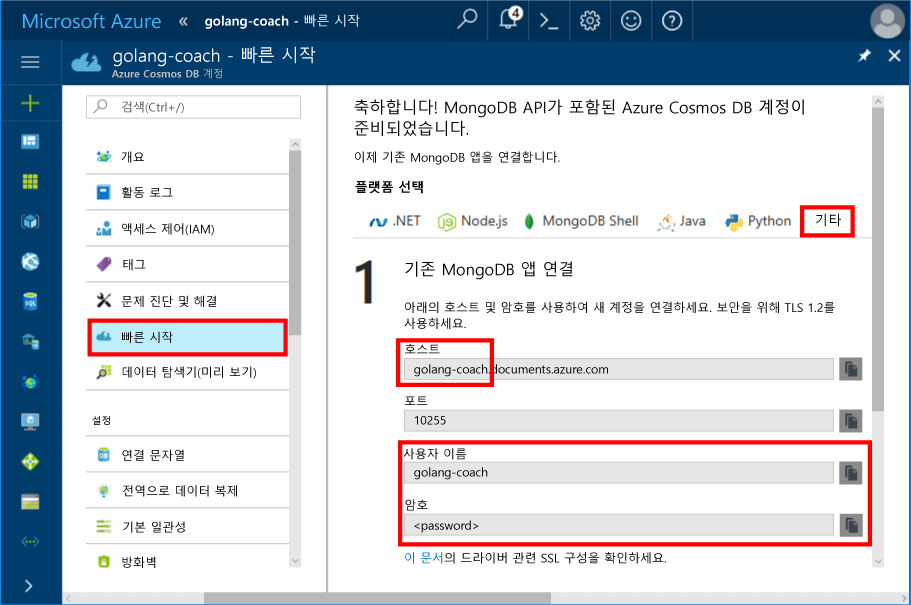 Microsoft Azure « golang-coach - 빠른 시작 4
golang-coach - 빠른 시작
Azure Cosmos DB 계정
검색(Ctrl+/)
개요
활동 로그
액세스 제어(IAM)
태그
문제 진단 및 해결
빠른 시작
데이터 탐색기(미리 보기)
설정
연결 문자열
전역으로 데이터 복제
기본 일관성
방화벽
축하합니다! MongoDB API가 포함된 Azure Cosmos DB 계정이
준비되었습니다.
이제 기존 MongoDB 앱을 연결합니다.
플랫폼 선택
.NET Node.js MongoDB Shell Java Python 기타
1 기존 MongoDB 앱 연결
아래의 호스트 및 암호를 사용하여 새 계정을 연결하세요. 보안을 위해 TLS 1.2를
사용하세요.
호스트
golang-coach.documents.azure.com
포트
10255
사용자 이름
golang-coach
암호
<password>
이 문서의 드라이버 관련 SSL 구성을 확인하세요.